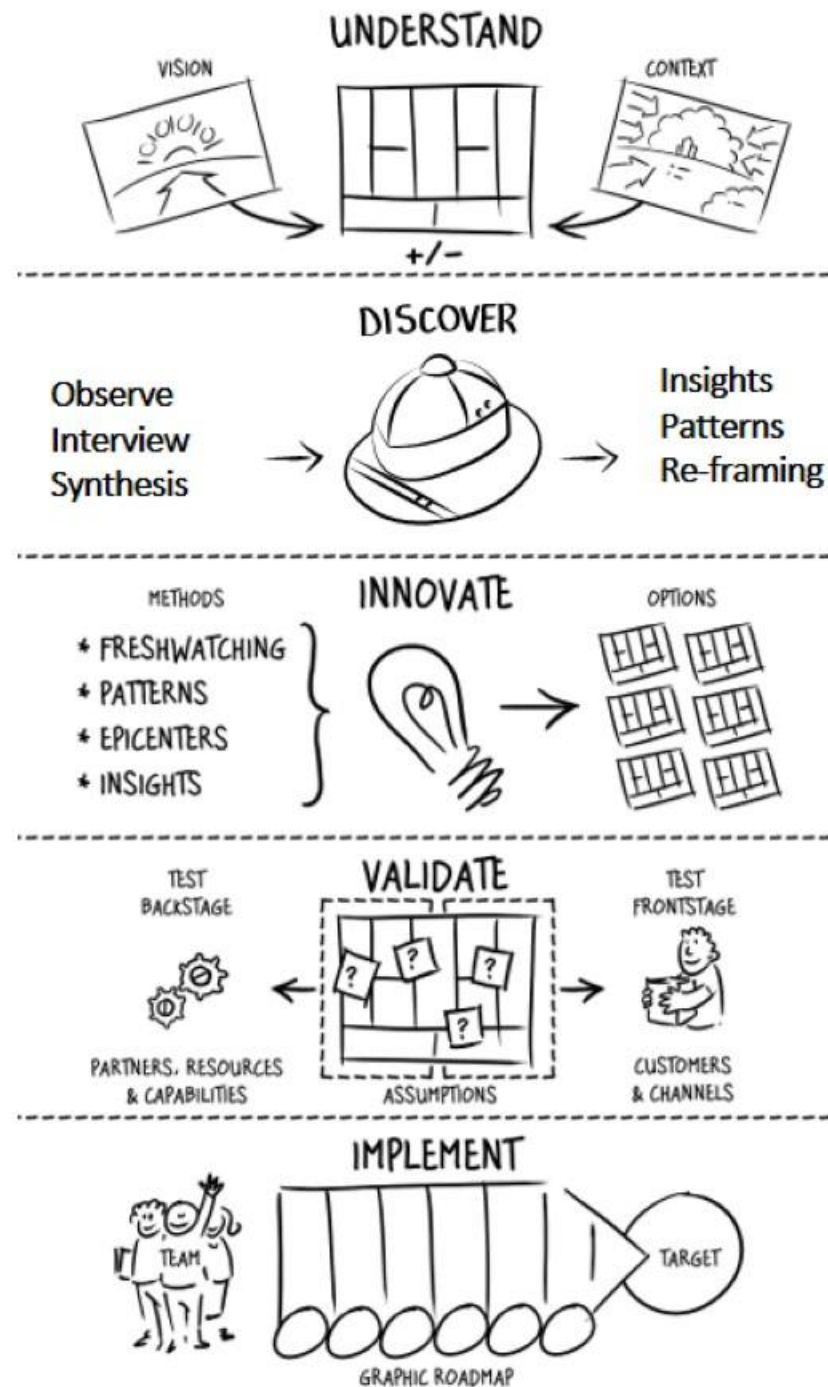 UNDERSTAND
VISION
CONTEXT
+/-
DISCOVER
Observe
Interview
Synthesis
Insights
Patterns
Re-framing
INNOVATE
METHODS
* FRESHWATCHING
* PATTERNS
* EPICENTERS
* INSIGHTS
OPTIONS
VALIDATE
TEST
BACKSTAGE
PARTNERS, RESOURCES
& CAPABILITIES
?
?
?
?
ASSUMPTIONS
TEST
FRONTSTAGE
CUSTOMERS
& CHANNELS
IMPLEMENT
TEAM
TARGET
GRAPHIC ROADMAP